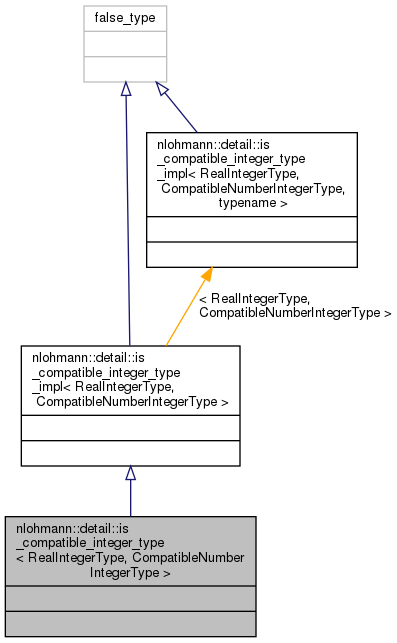 false_type
nlohmann::detail::is
_compatible_integer_type
_impl< RealIntegerType,
CompatibleNumberIntegerType,
typename >
< RealIntegerType,
CompatibleNumberIntegerType >
nlohmann::detail::is
_compatible_integer_type
_impl< RealIntegerType,
CompatibleNumberIntegerType >
nlohmann::detail::is
_compatible_integer_type
< RealIntegerType, CompatibleNumber
IntegerType >